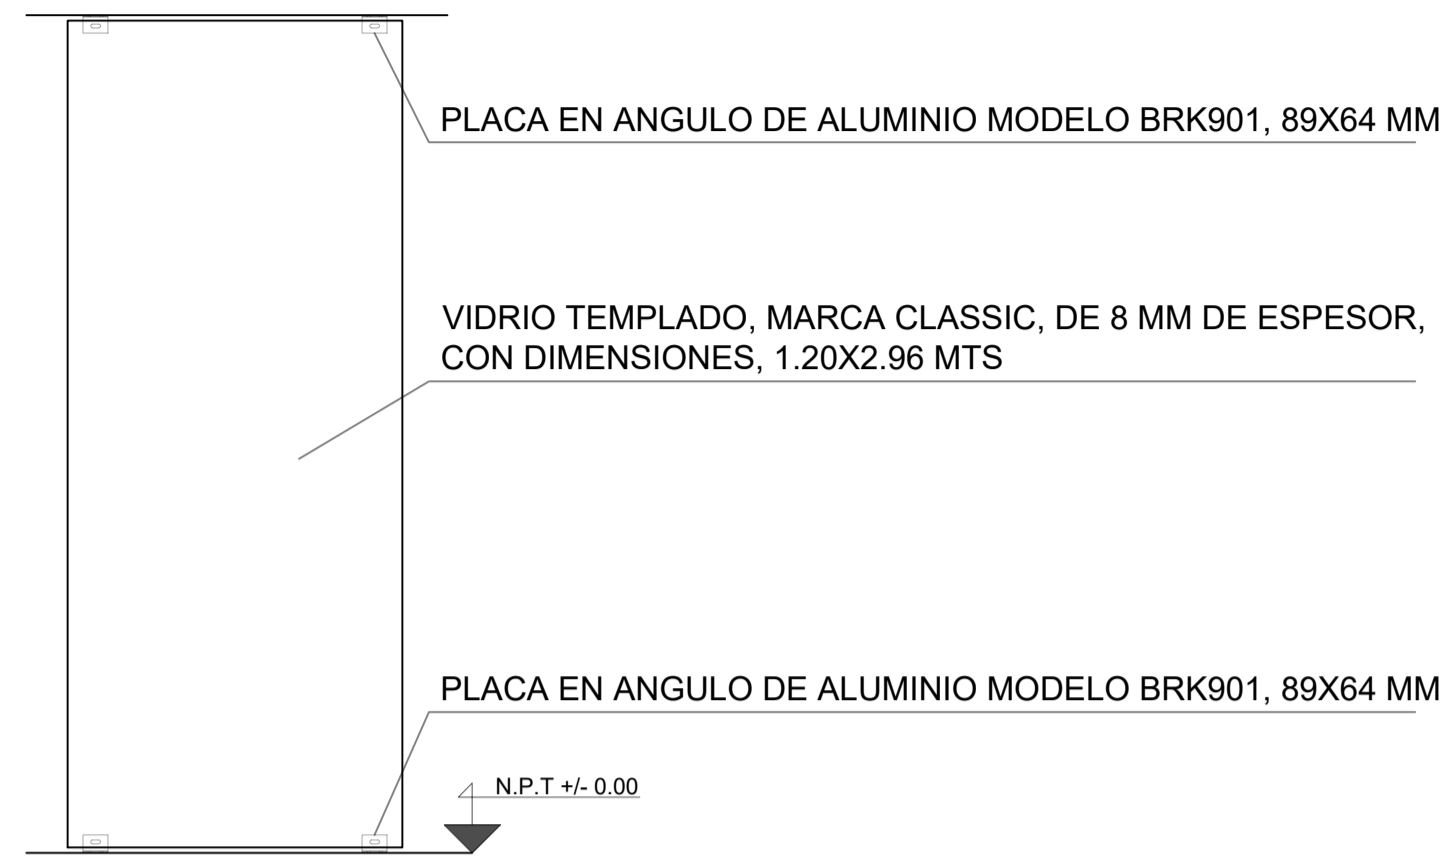 PLACA EN ANGULO DE ALUMINIO MODELO BRK901, 89X64 MM
VIDRIO TEMPLADO, MARCA CLASSIC, DE 8 MM DE ESPESOR,
CON DIMENSIONES, 1.20X2.96 MTS
PLACA EN ANGULO DE ALUMINIO MODELO BRK901, 89X64 MM
N.P.T +/- 0.00